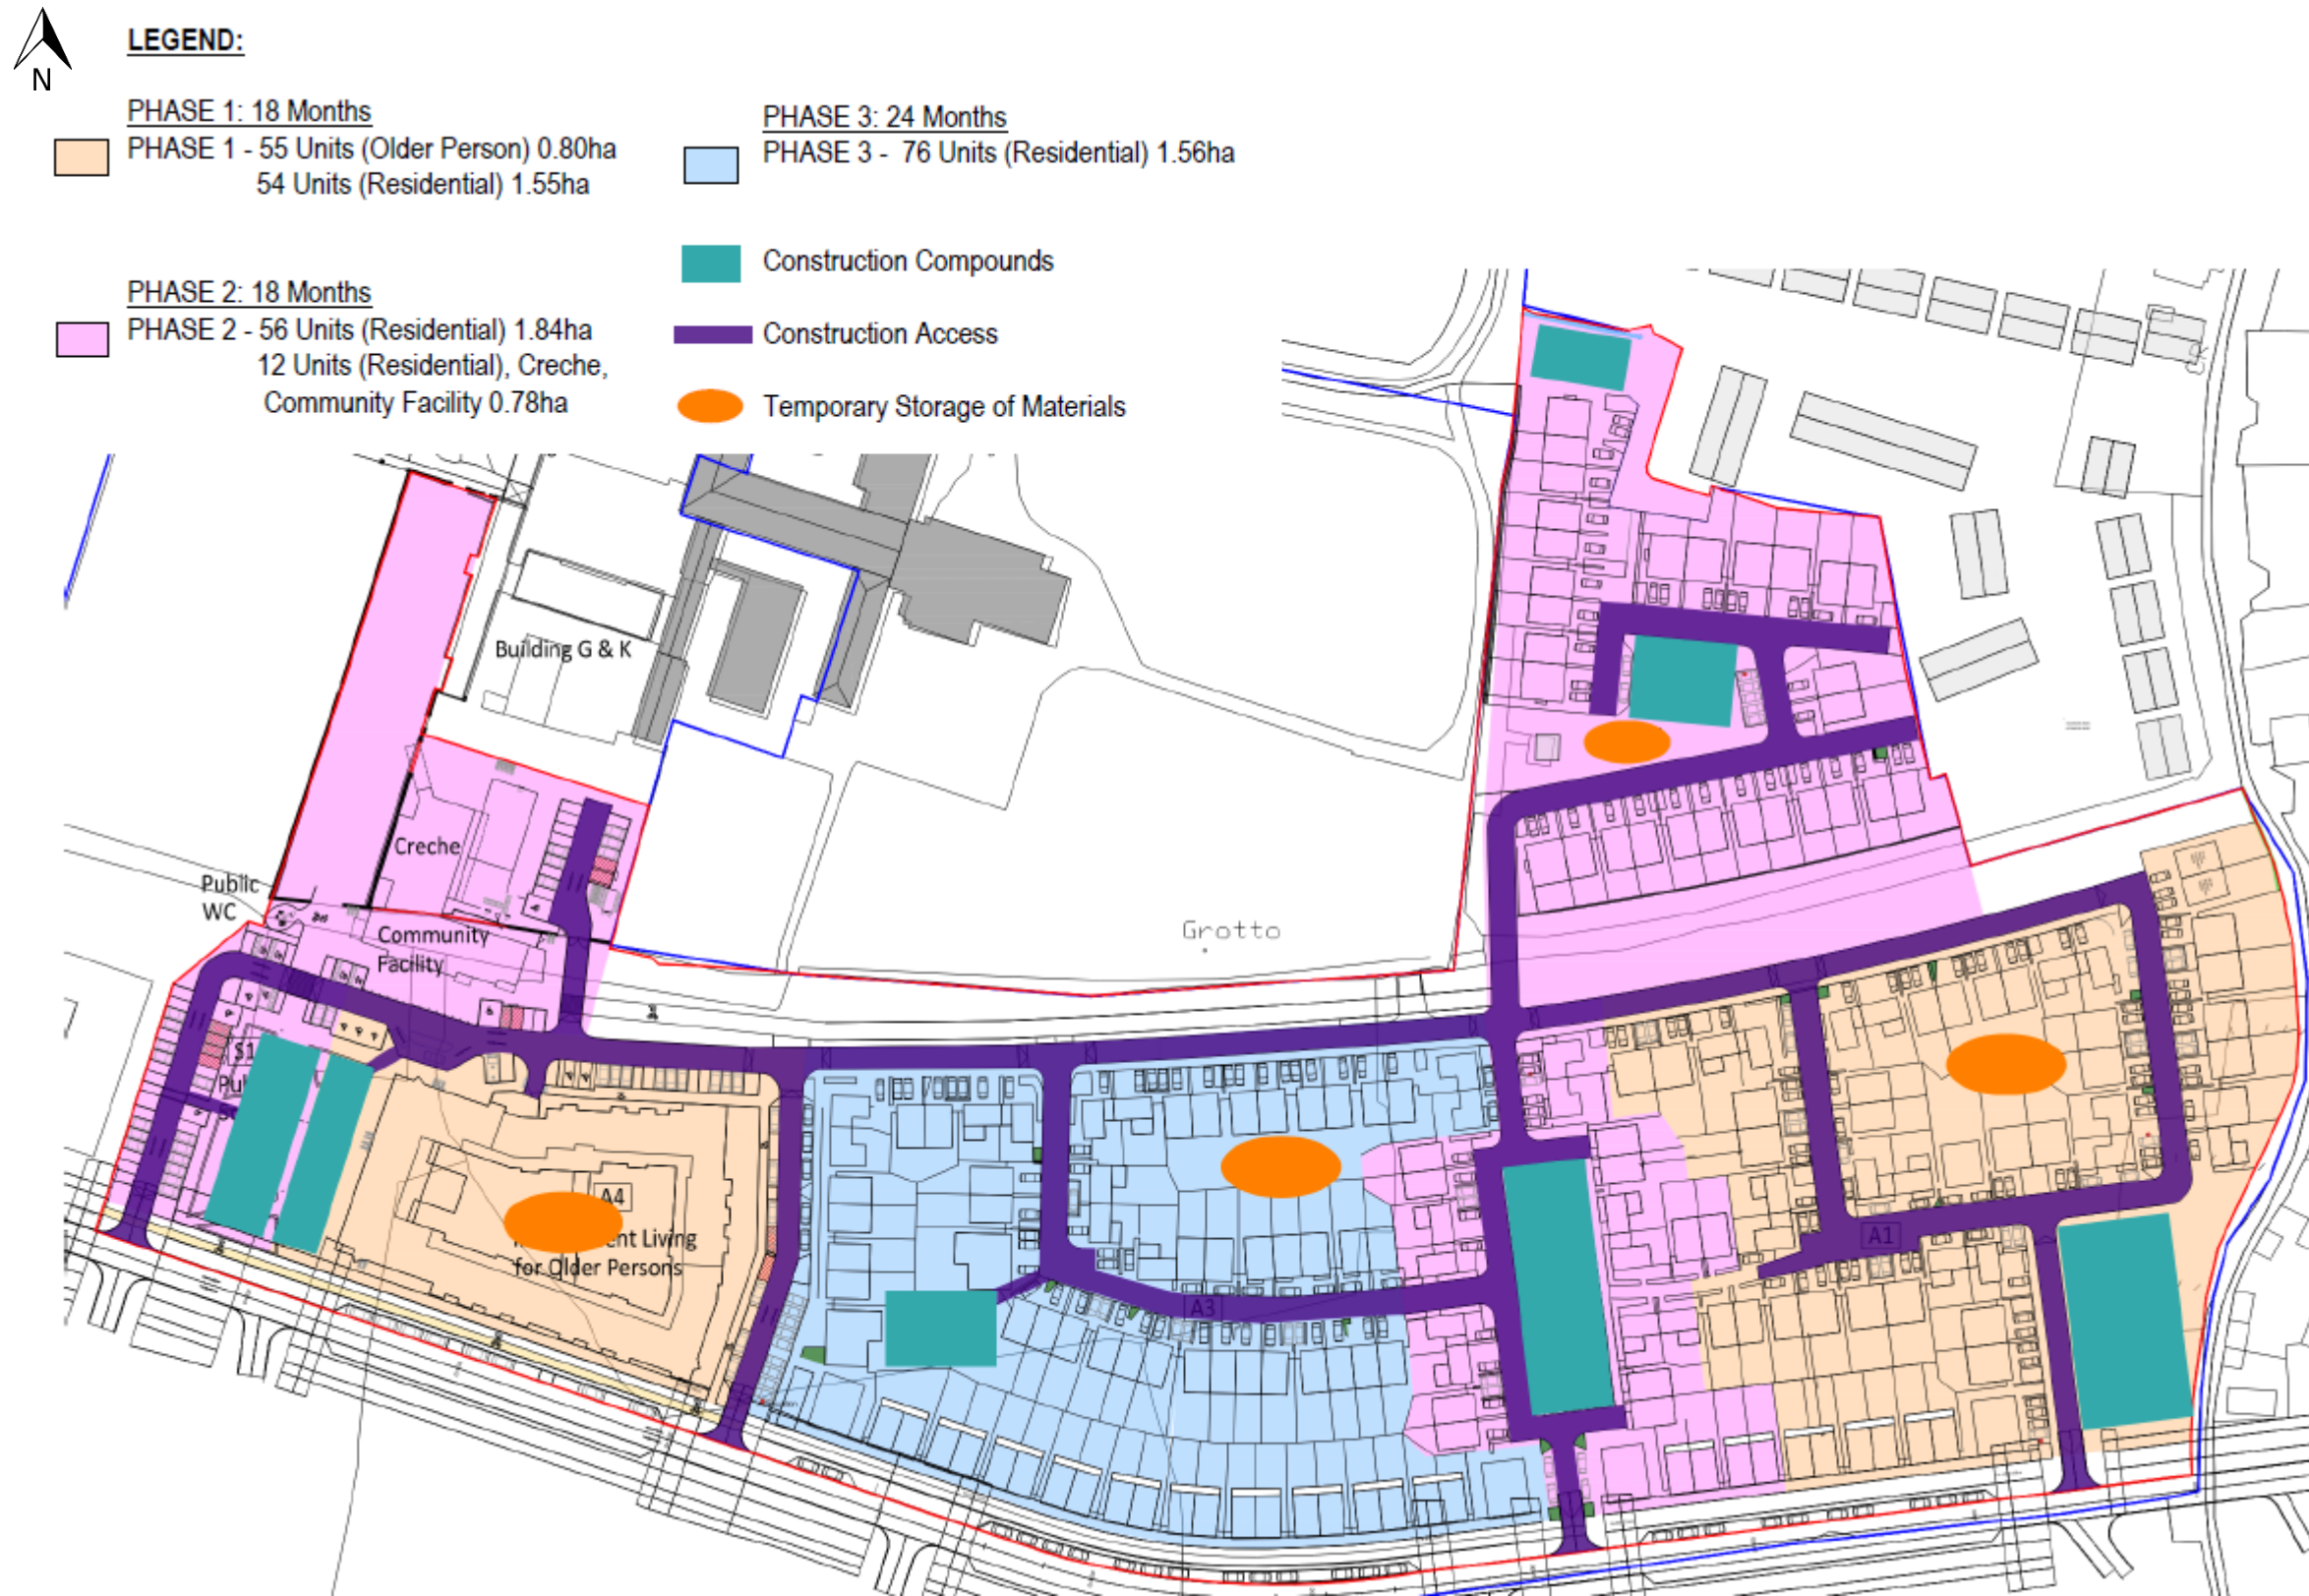 N
LEGEND:
PHASE 1: 18 Months
PHASE 1 - 55 Units (Older Person) 0.80ha
54 Units (Residential) 1.55ha
PHASE 2: 18 Months
PHASE 2 - 56 Units (Residential) 1.84ha
12 Units (Residential), Creche,
Community Facility 0.78ha
PHASE 3: 24 Months
PHASE 3 - 76 Units (Residential) 1.56ha
Construction Compounds
Construction Access
Temporary Storage of Materials
Building G & K
Creche
Public
WC
Community
Facility
Grotto
S1
A4
Living
for Older Persons
A3
A1